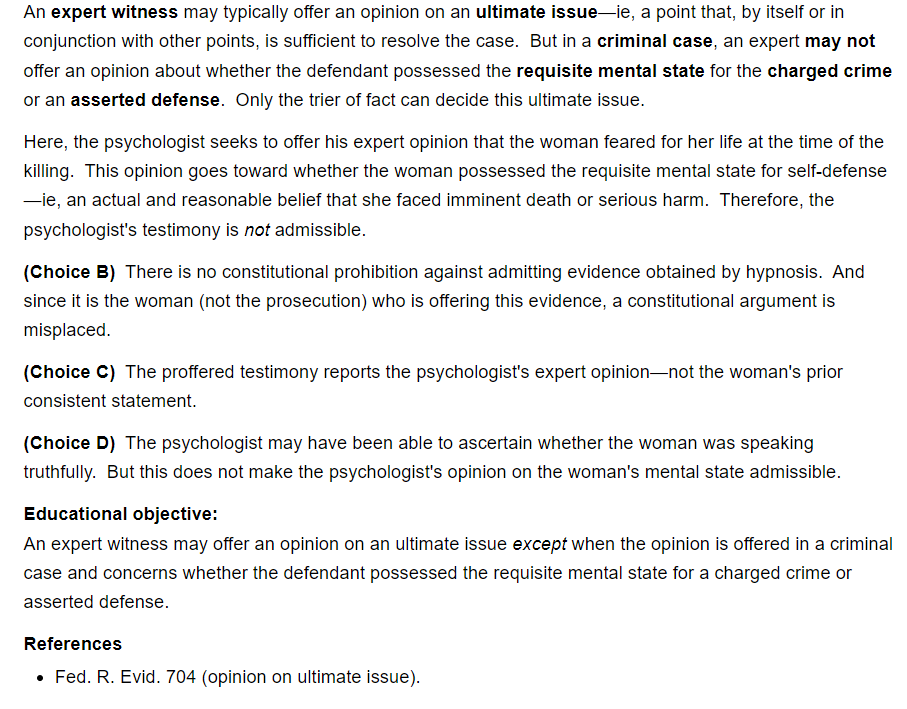 An expert witness may typically offer an opinion on an ultimate issue—ie, a point that, by itself or in
conjunction with other points, is sufficient to resolve the case.  But in a criminal case, an expert may not
offer an opinion about whether the defendant possessed the requisite mental state for the charged crime
or an asserted defense.  Only the trier of fact can decide this ultimate issue.
Here, the psychologist seeks to offer his expert opinion that the woman feared for her life at the time of the
killing.  This opinion goes toward whether the woman possessed the requisite mental state for self-defense
—ie, an actual and reasonable belief that she faced imminent death or serious harm.  Therefore, the
psychologist's testimony is not admissible.
(Choice B)  There is no constitutional prohibition against admitting evidence obtained by hypnosis.  And
since it is the woman (not the prosecution) who is offering this evidence, a constitutional argument is
misplaced.
(Choice C)  The proffered testimony reports the psychologist's expert opinion—not the woman's prior
consistent statement.
(Choice D)  The psychologist may have been able to ascertain whether the woman was speaking
truthfully.  But this does not make the psychologist's opinion on the woman's mental state admissible.
Educational objective:
An expert witness may offer an opinion on an ultimate issue except when the opinion is offered in a criminal
case and concerns whether the defendant possessed the requisite mental state for a charged crime or
asserted defense.
References
• Fed. R. Evid. 704 (opinion on ultimate issue).